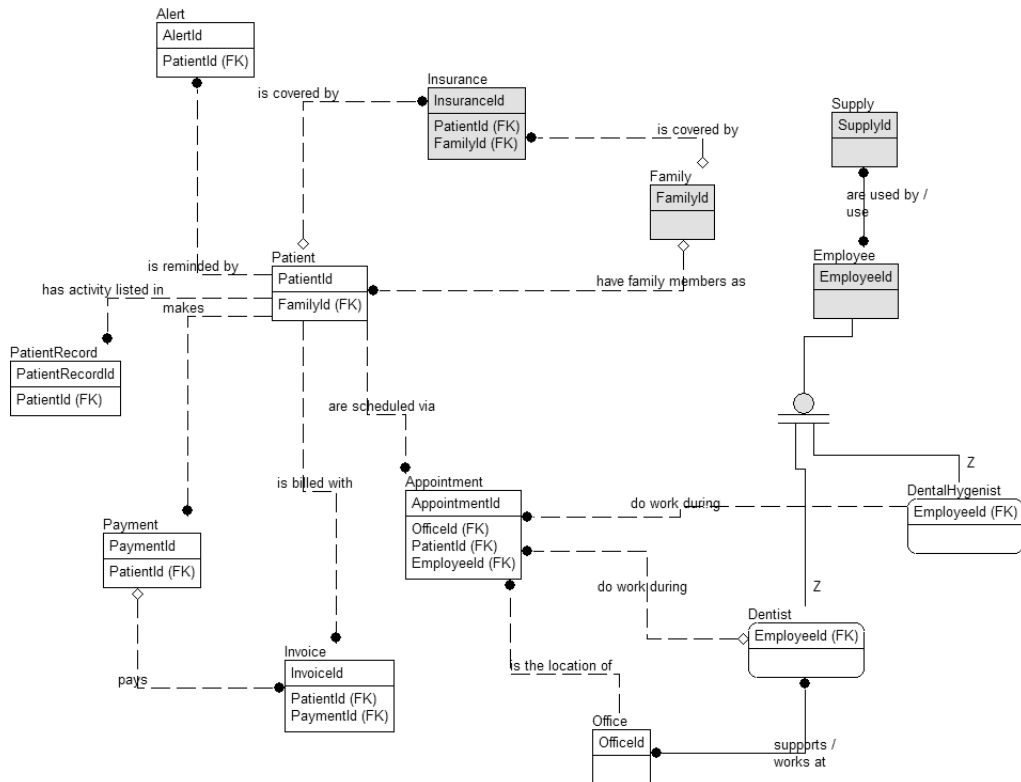 Alert
AlertId
PatientId (FK)
is covered by
Insurance
InsuranceId
PatientId (FK)
FamilyId (FK)
is covered by
Supply
SupplyId
Family
FamilyId
are used by /
use
is reminded by
Patient
PatientId
FamilyId (FK)
have family members as
Employee
EmployeeId
has activity listed in
makes
PatientRecord
PatientRecordId
PatientId (FK)
are scheduled via
is billed with
Appointment
AppointmentId
OfficeId (FK)
PatientId (FK)
EmployeeId (FK)
do work during
Z
DentalHygenist
EmployeeId (FK)
Payment
PaymentId
PatientId (FK)
do work during
Z
Dentist
EmployeeId (FK)
pays
Invoice
InvoiceId
PatientId (FK)
PaymentId (FK)
is the location of
Office
OfficeId
supports /
works at